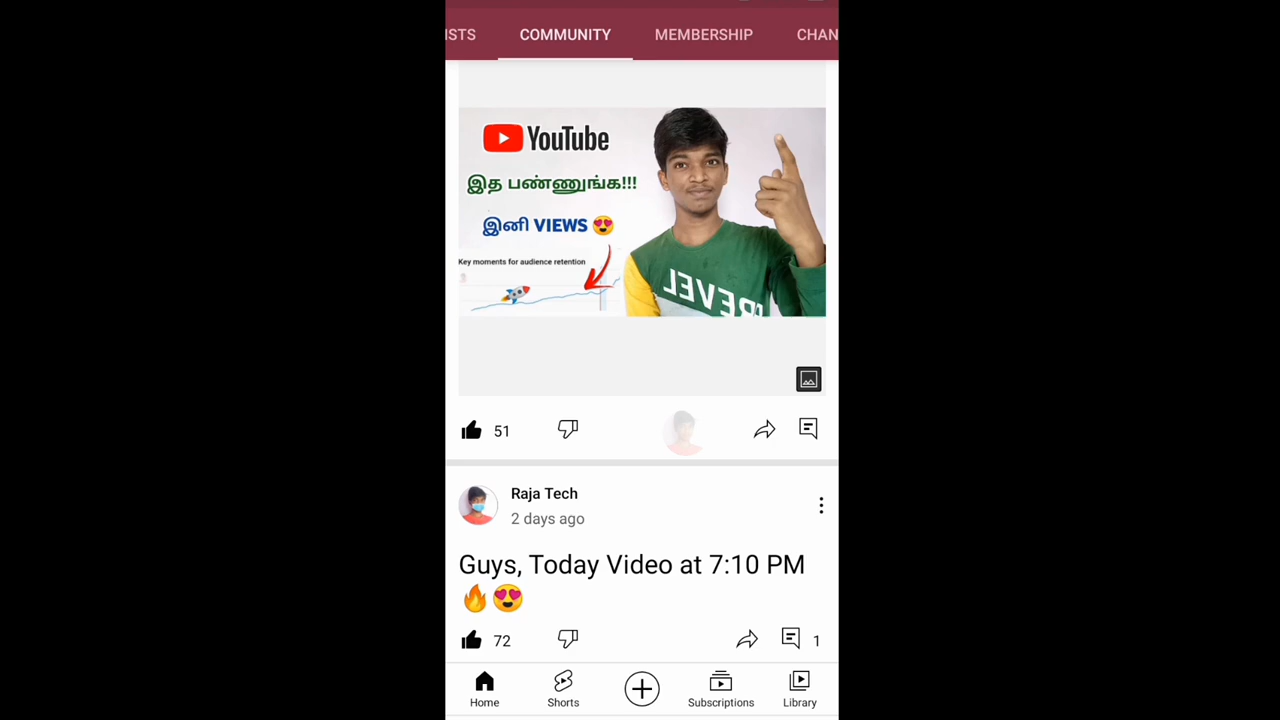 ISTS COMMUNITY MEMBERSHIP CHAN
YouTube
இத பண்ணுங்க!!!
இனி VIEWS 😍
Key moments for audience retention
LEVEL
51
Raja Tech
2 days ago
Guys, Today Video at 7:10 PM
🔥😍
72 1
Home Shorts Subscriptions Library